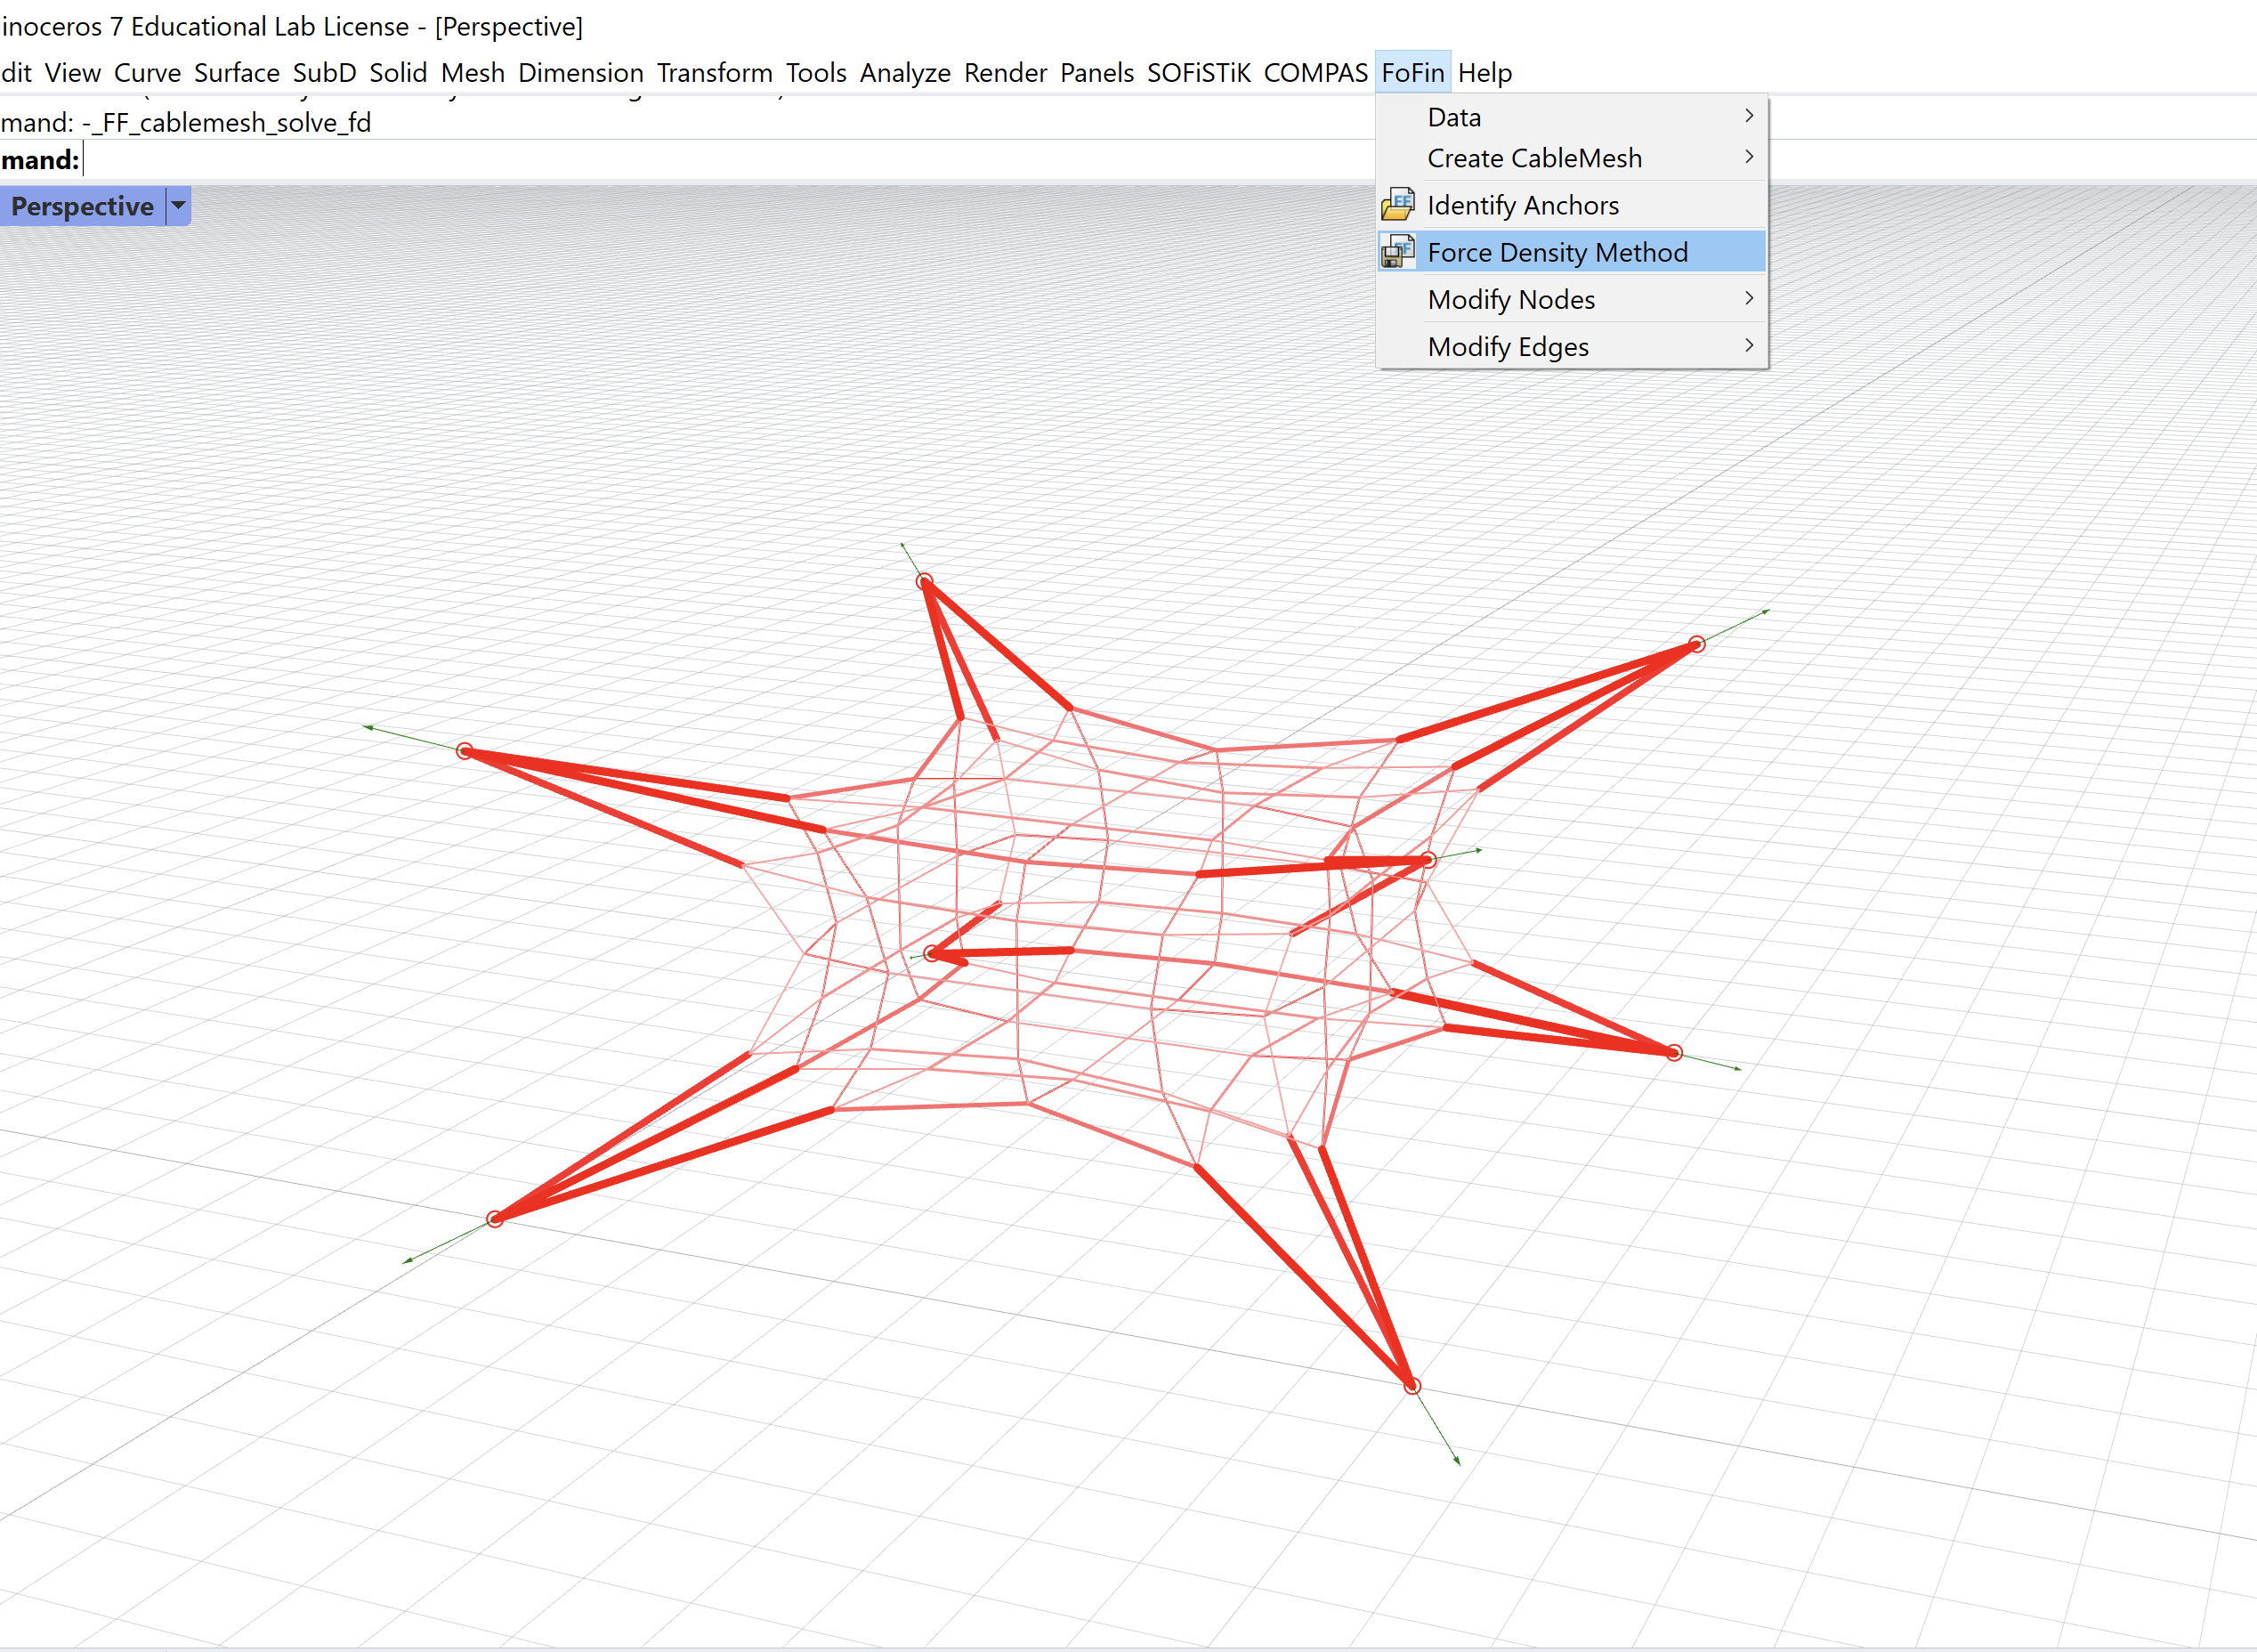 inoceros 7 Educational Lab License - [Perspective]
dit View Curve Surface SubD Solid Mesh Dimension Transform Tools Analyze Render Panels SOFiSTiK COMPAS FoFin Help
mand: -_FF_cablemesh_solve_fd
mand:
Perspective
Data
Create CableMesh
FF Identify Anchors
FF Force Density Method
Modify Nodes
Modify Edges